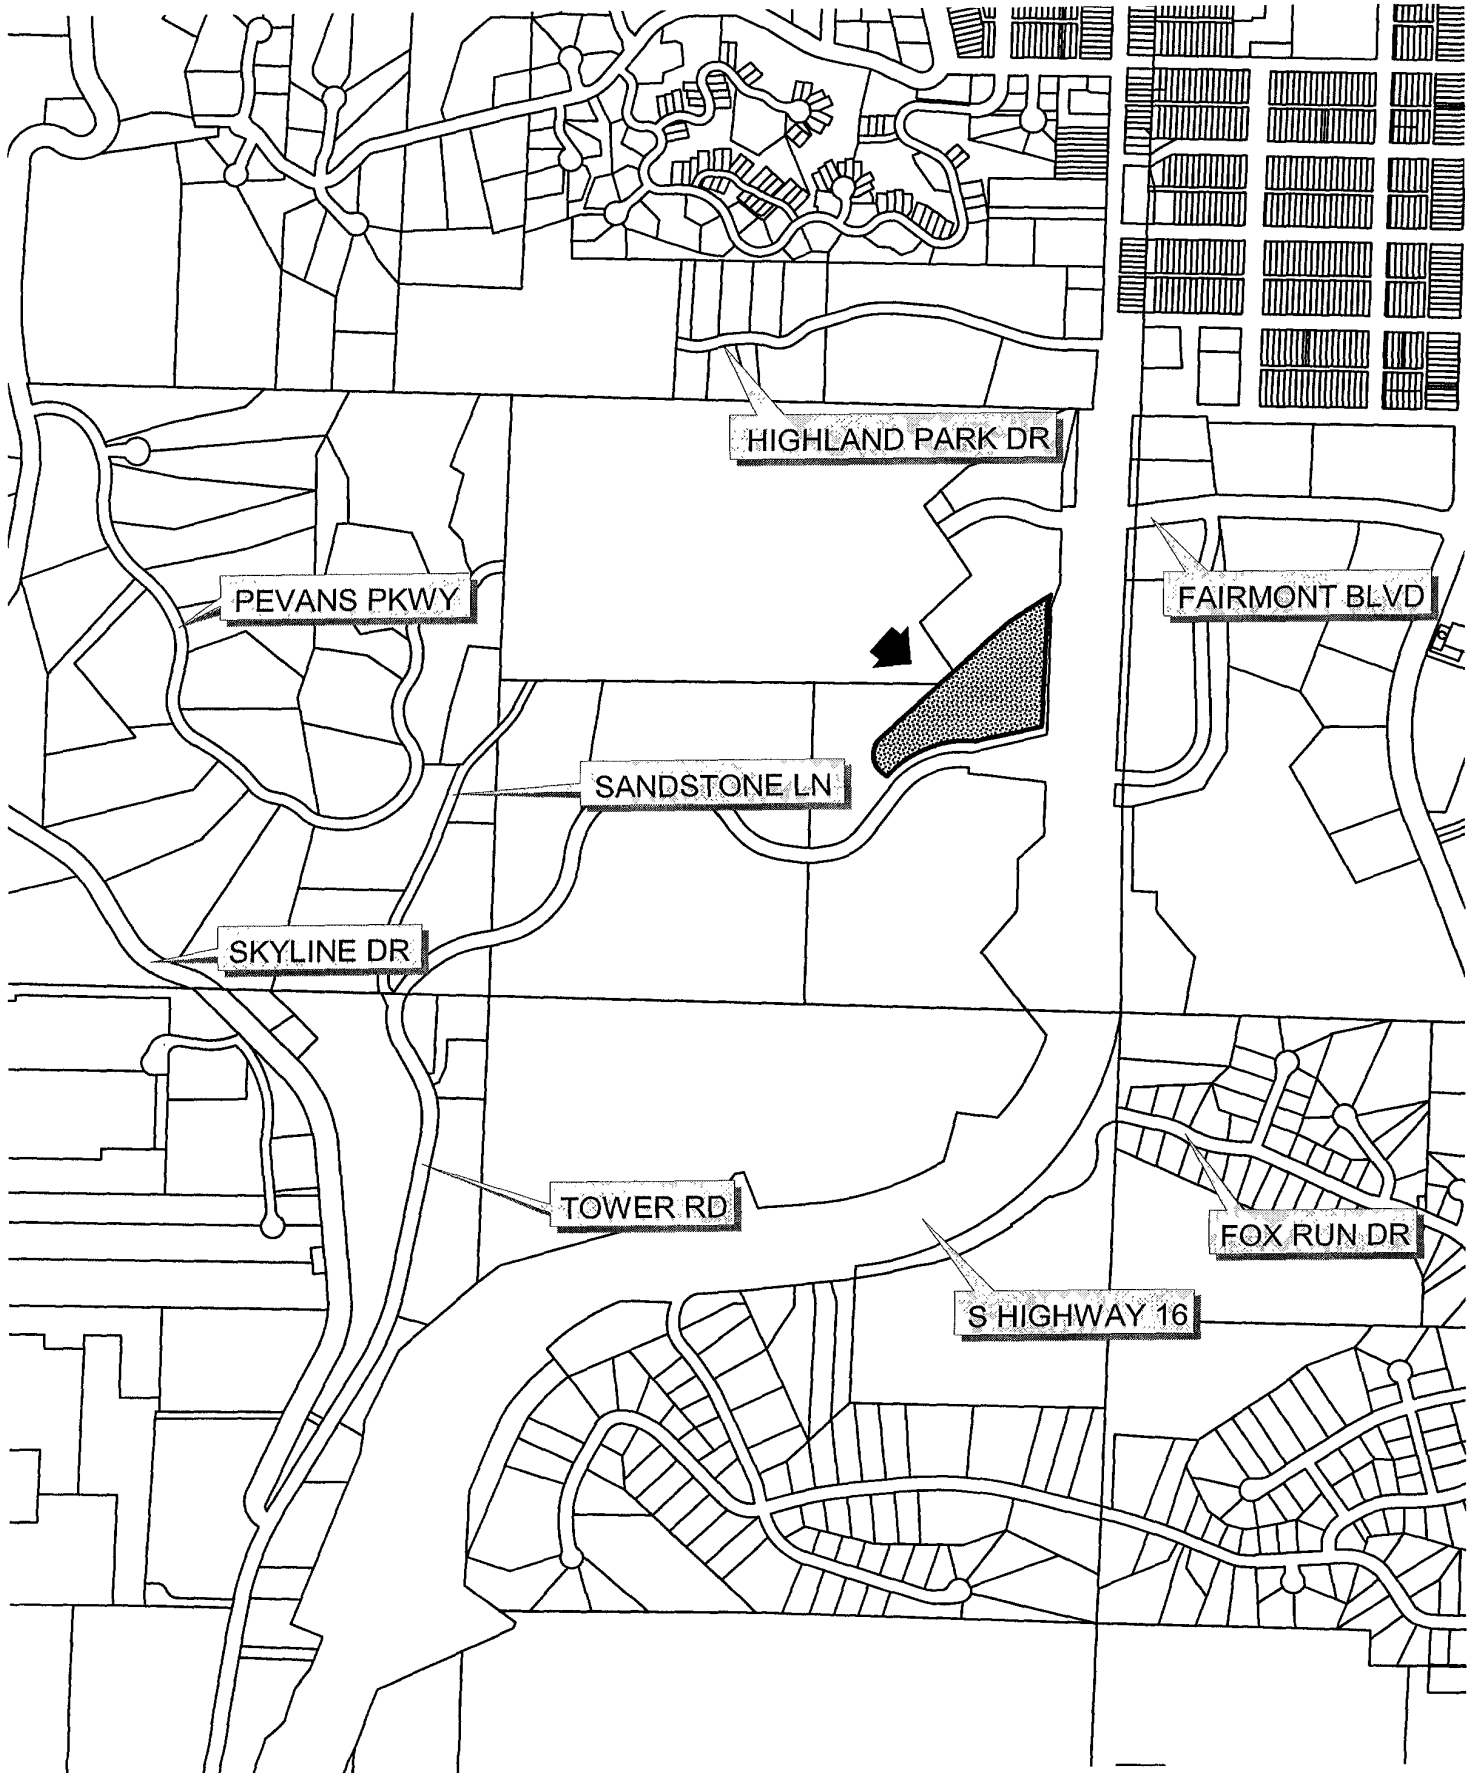 HIGHLAND PARK DR
PEVANS PKWY
FAIRMONT BLVD
SANDSTONE LN
SKYLINE DR
TOWER RD
FOX RUN DR
S HIGHWAY 16